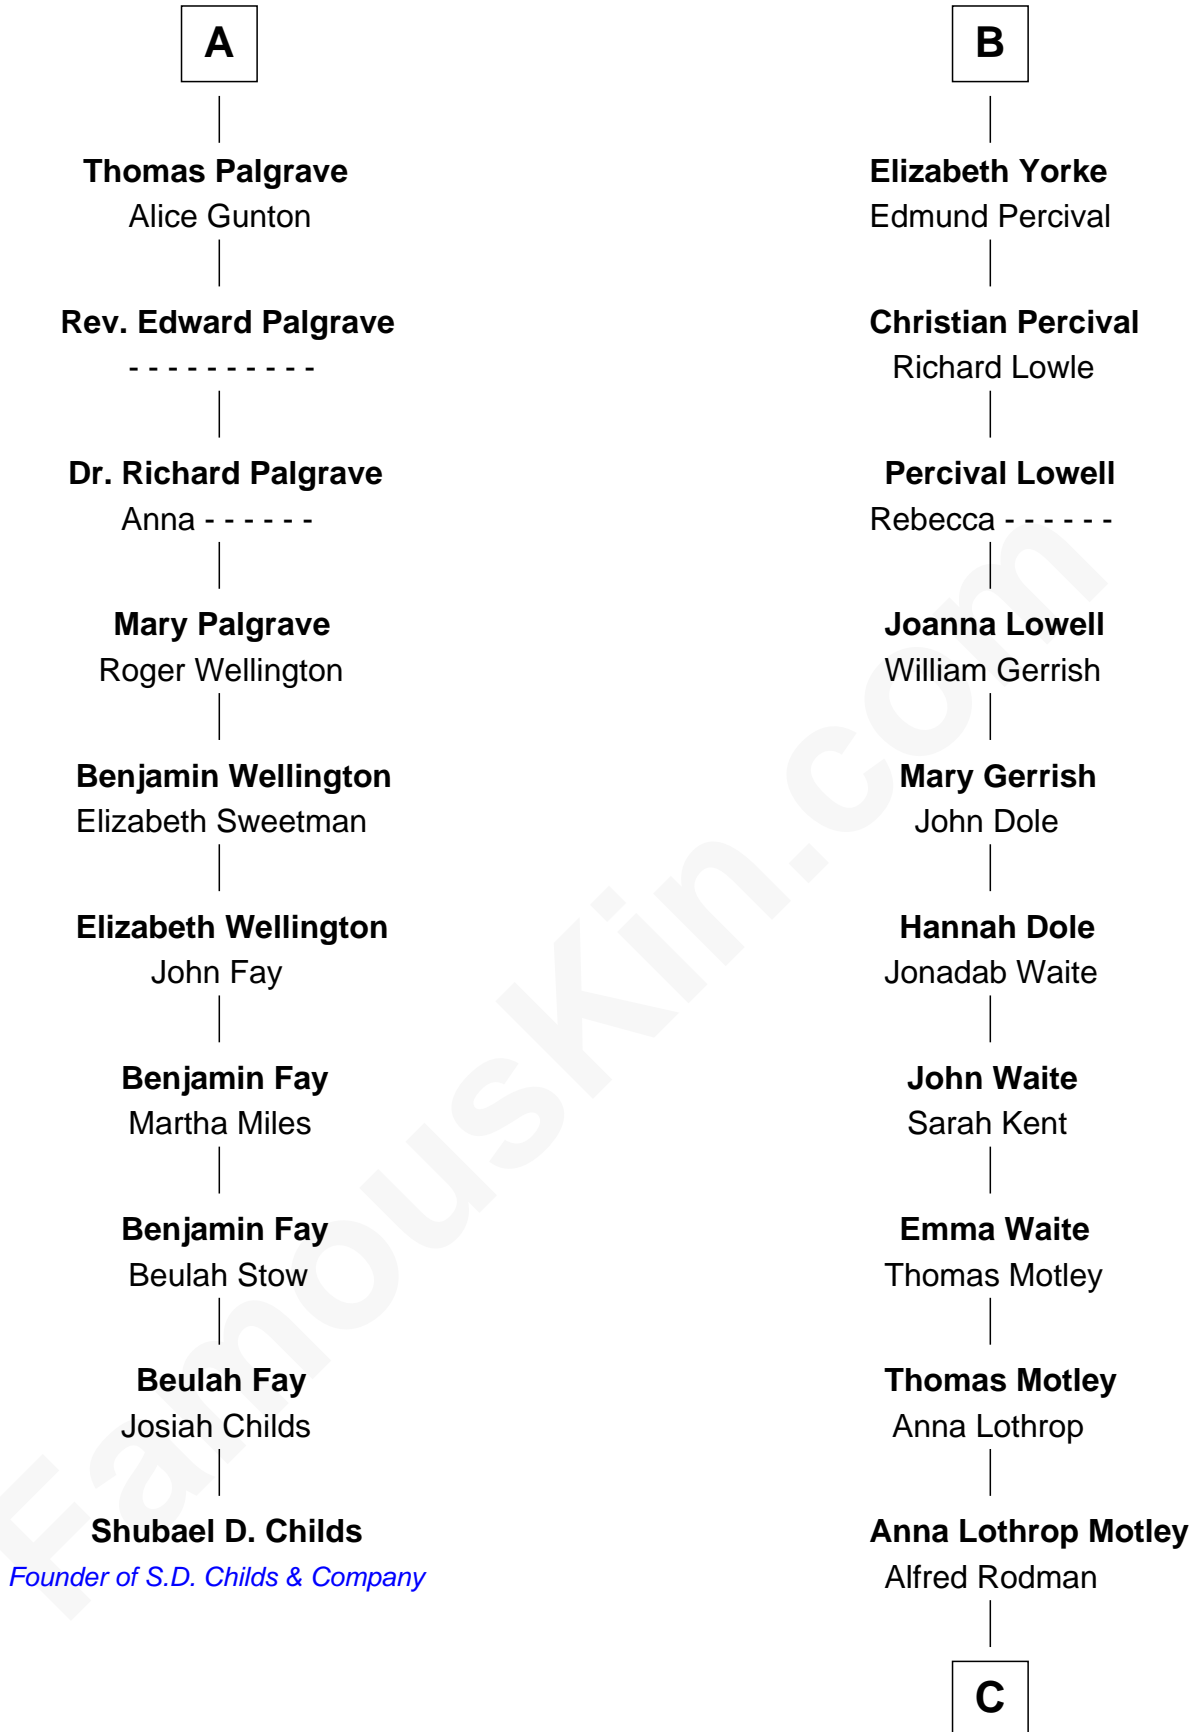 A
Thomas Palgrave
Alice Gunton
Rev. Edward Palgrave
- - - - - - - - - -
Dr. Richard Palgrave
Anna - - - - - -
Mary Palgrave
Roger Wellington
Benjamin Wellington
Elizabeth Sweetman
Elizabeth Wellington
John Fay
Benjamin Fay
Martha Miles
Benjamin Fay
Beulah Stow
Beulah Fay
Josiah Childs
Shubael D. Childs
Founder of S.D. Childs & Company
B
Elizabeth Yorke
Edmund Percival
Christian Percival
Richard Lowle
Percival Lowell
Rebecca - - - - - -
Joanna Lowell
William Gerrish
Mary Gerrish
John Dole
Hannah Dole
Jonadab Waite
John Waite
Sarah Kent
Emma Waite
Thomas Motley
Thomas Motley
Anna Lothrop
Anna Lothrop Motley
Alfred Rodman
C
FamousKin.com